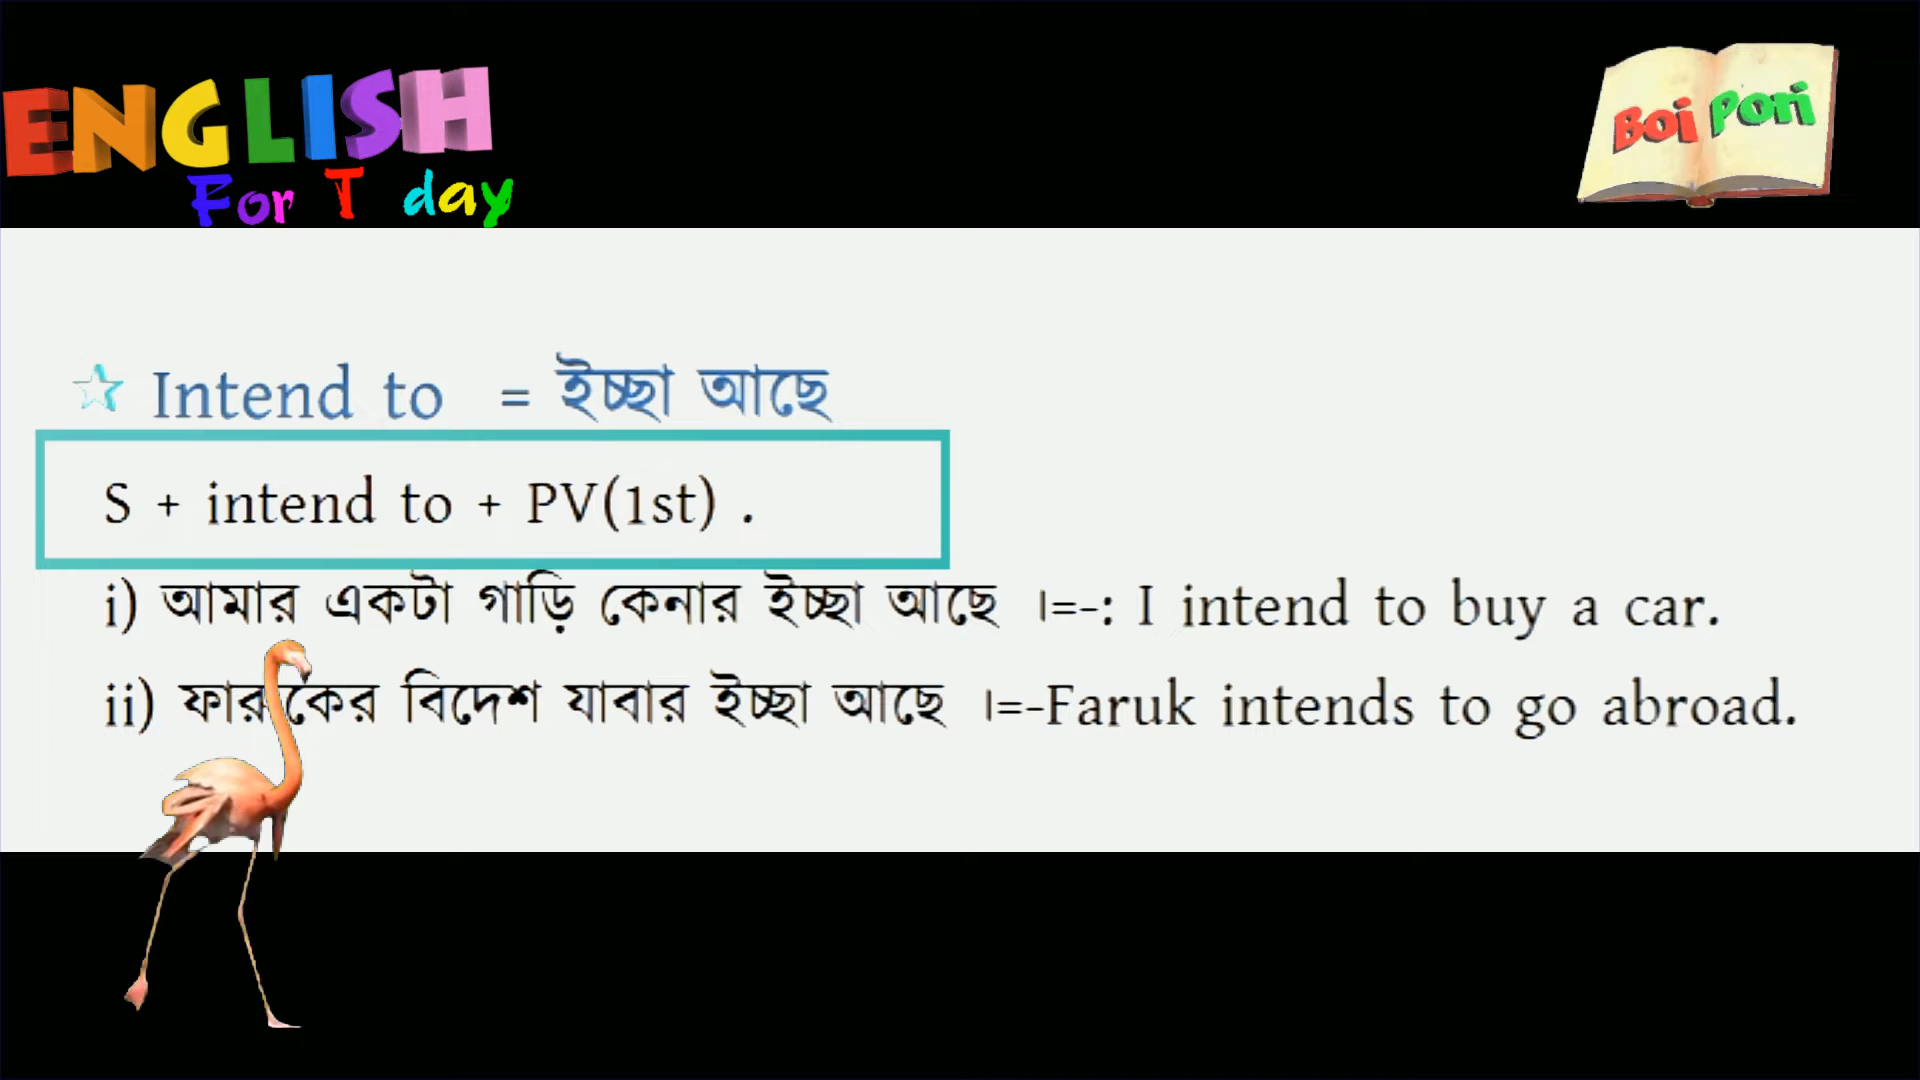 ENGLISH
For T day
Boi Pori
Intend to = ইচ্ছা আছে
S + intend to + PV(1st) .
i) আমার একটা গাড়ি কেনার ইচ্ছা আছে ।=-: I intend to buy a car.
ii) বিদেশ যাবার ইচ্ছা আছে ।=-Faruk intends to go abroad.